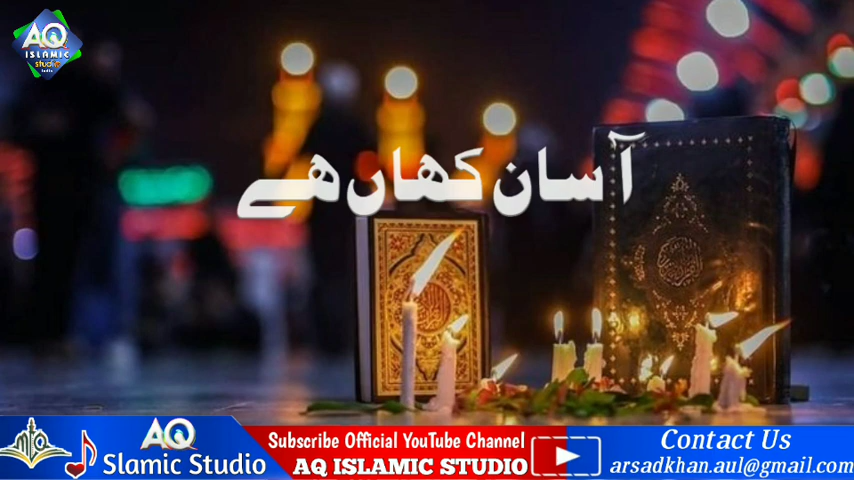 AQ
ISLAMIC
studio
India
آسان کھاں ھے
AQ
Slamic Studio
Subscribe Official YouTube Channel
AQ ISLAMIC STUDIO
Contact Us
arsadkhan.aul@gmail.com